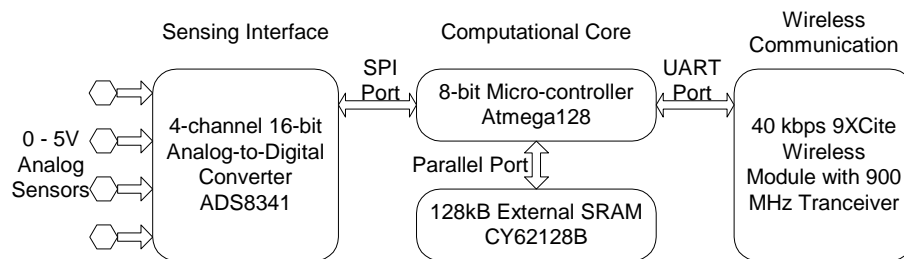 Sensing Interface
Computational Core
Wireless
Communication
0 - 5V
Analog
Sensors
4-channel 16-bit
Analog-to-Digital
Converter
ADS8341
SPI
Port
8-bit Micro-controller
Atmega128
Parallel Port
128kB External SRAM
CY62128B
UART
Port
40 kbps 9XCite
Wireless
Module with 900
MHz Tranceiver